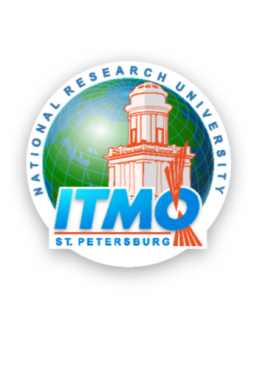 NATIONAL RESEARCH UNIVERSITY
ITMO
ST. PETERSBURG